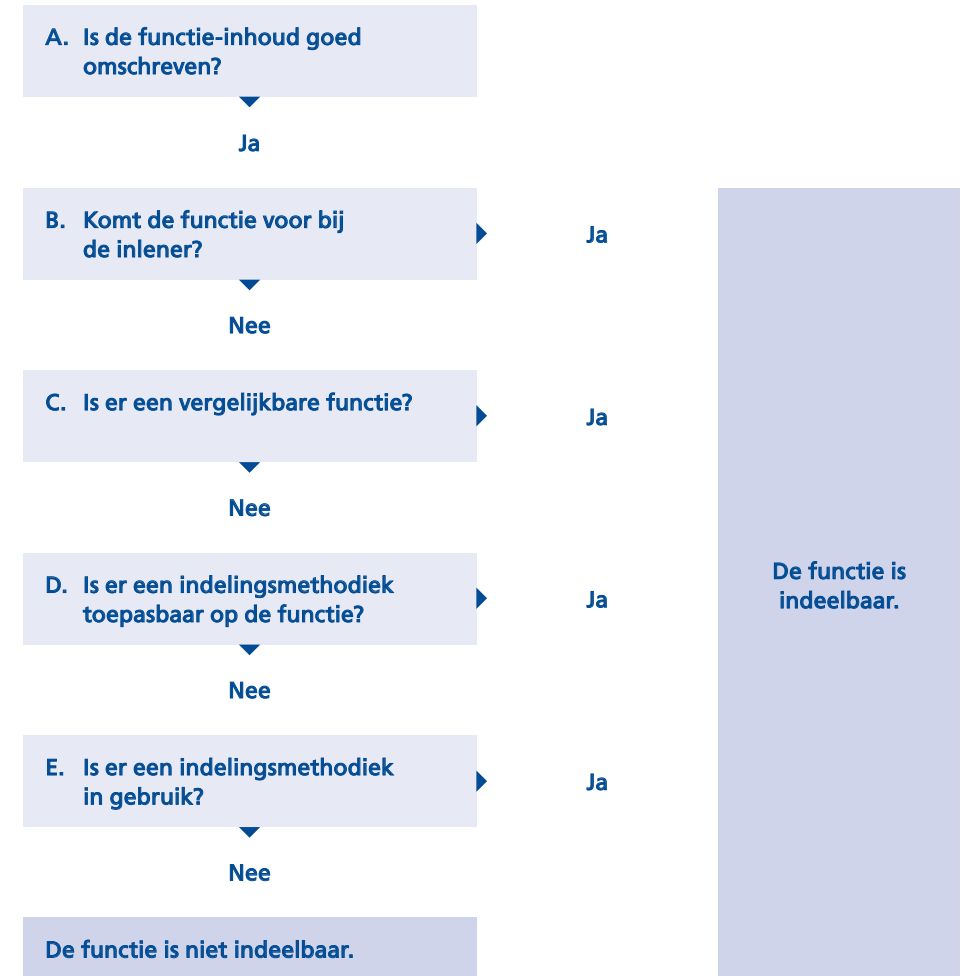 A. Is de functie-inhoud goed
omschreven?
Ja
B. Komt de functie voor bij
de inlener?
Ja
Nee
C. Is er een vergelijkbare functie?
Ja
Nee
D. Is er een indelingsmethodiek
toepasbaar op de functie?
Ja
Nee
E. Is er een indelingsmethodiek
in gebruik?
Ja
Nee
De functie is niet indeelbaar.
De functie is
indeelbaar.